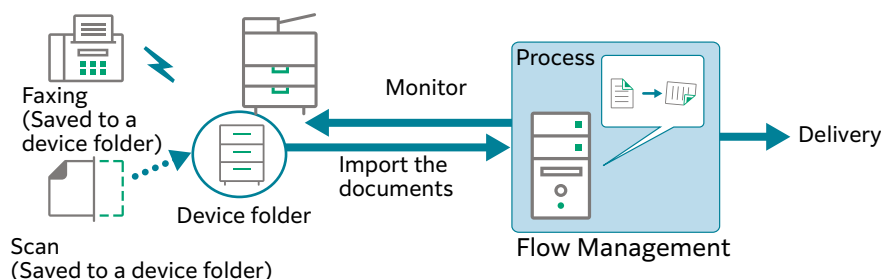 Faxing
(Saved to a
device folder)
Scan
(Saved to a device folder)
Device folder
Monitor
Import the
documents
Process
Flow Management
Delivery